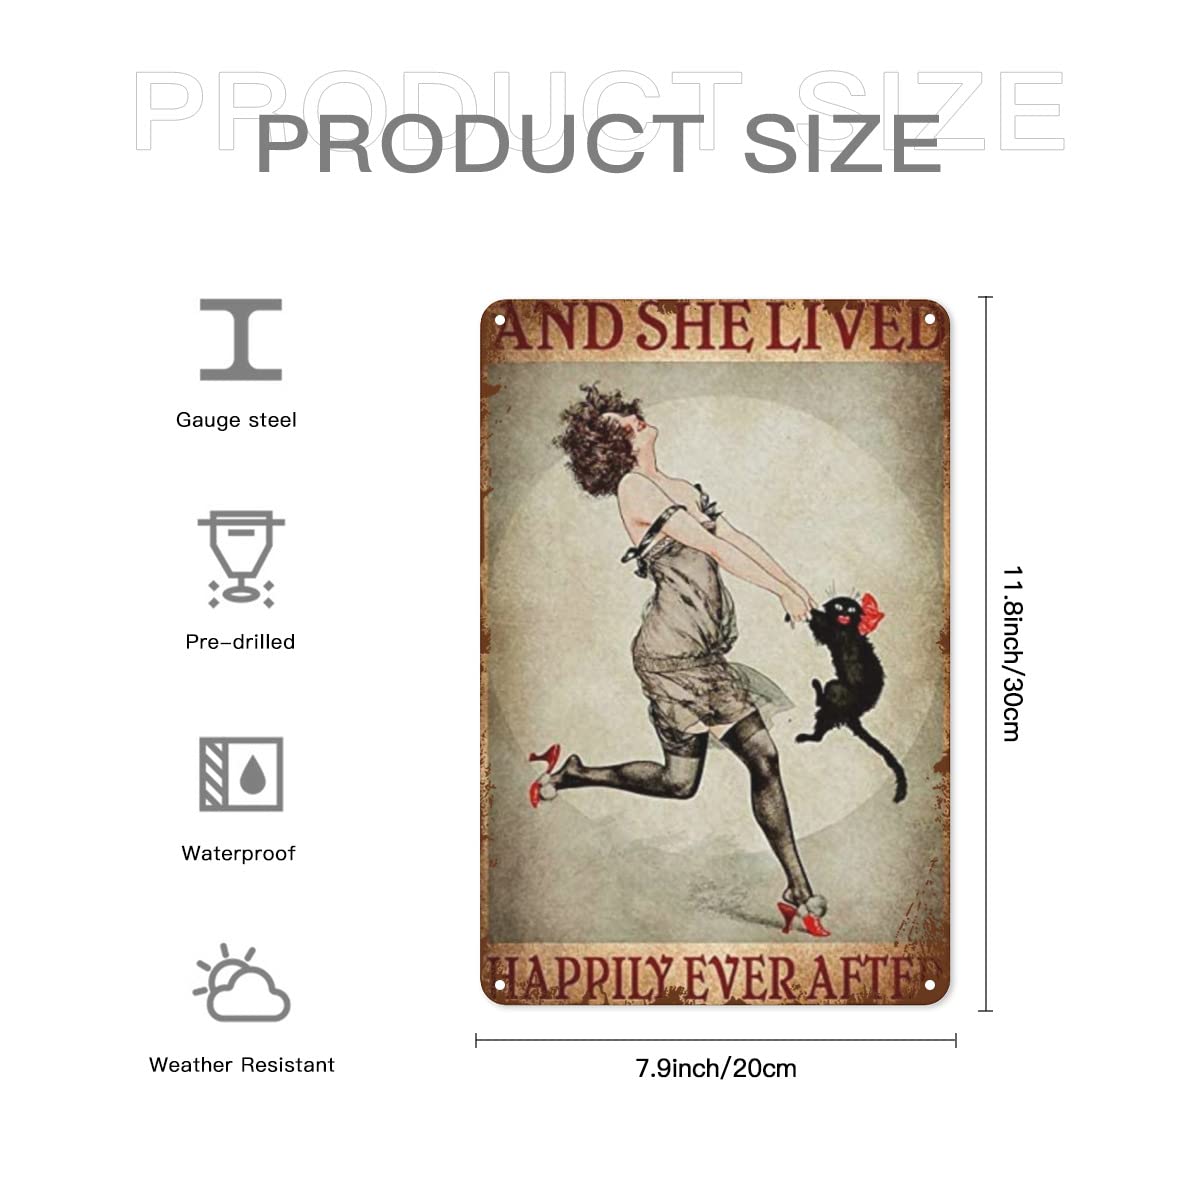 PRODUCT SIZE
PRODUCT SIZE
Gauge steel
Pre-drilled
Waterproof
Weather Resistant
AND SHE LIVED
HAPPILY EVER AFTER
11.8inch/30cm
7.9inch/20cm